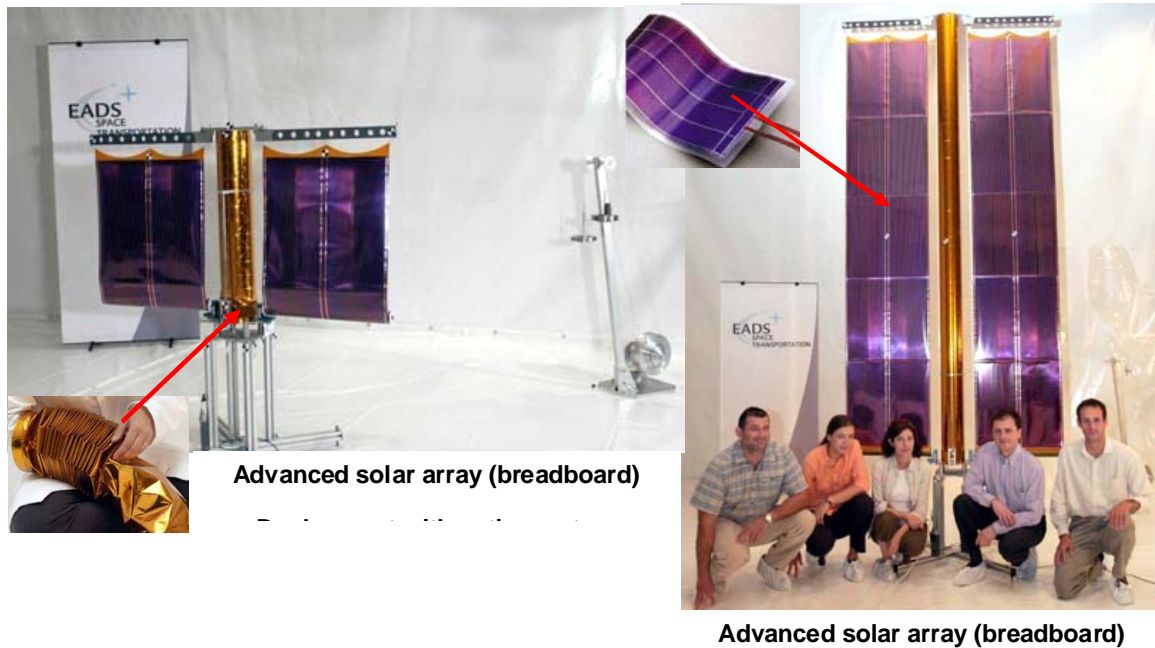 EADS
SPACE
TRANSPORTATION
Advanced solar array (breadboard)
EADS
SPACE
TRANSPORTATION
Advanced solar array (breadboard)